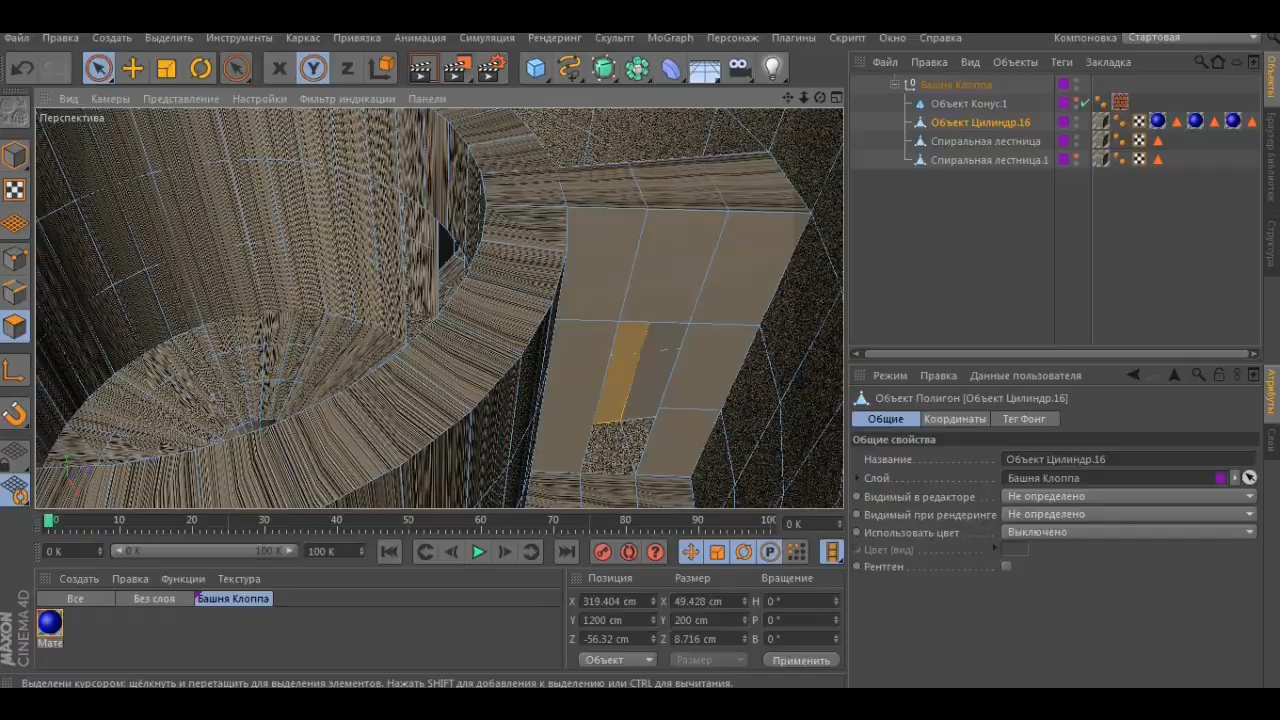 Файл Правка Создать Выделить Инструменты Каркас Привязка Анимация Симуляция Рендеринг Скульпт MoGraph Персонаж Плагины Скрипт Окно Справка Компоновка Стартовая
Файл Правка Вид Объекты Теги Закладка
Вид Камеры Представление Настройки Фильтр индикации Панели
Перспектива
Башня Клоппа
Объект Конус.1
Объект Цилиндр.16
Спиральная лестница
Спиральная лестница.1
Объекты
Браузер библиотек
Структура
Режим Правка Данные пользователя
Объект Полигон [Объект Цилиндр.16]
Общие Координаты Тег Фонг
Общие свойства
Название Объект Цилиндр.16
Слой Башня Клоппа
Видимый в редакторе Не определено
Видимый при рендеринге Не определено
Использовать цвет Выключено
Цвет (вид)
Рентген
Атрибуты
Слои
0 10 20 30 40 50 60 70 80 90 100 0 K
0 K 0 K 100 K 100 K
Создать Правка Функции Текстура
Все Без слоя Башня Клоппа
Мате
Позиция Размер Вращение
X 319.404 cm X 49.428 cm H 0 °
Y 1200 cm Y 200 cm P 0 °
Z -56.32 cm Z 8.716 cm B 0 °
Объект Размер Применить
MAXON
CINEMA 4D
Выделени курсором: щёлкнуть и перетащить для выделения элементов. Нажать SHIFT для добавления к выделению или CTRL для вычитания.